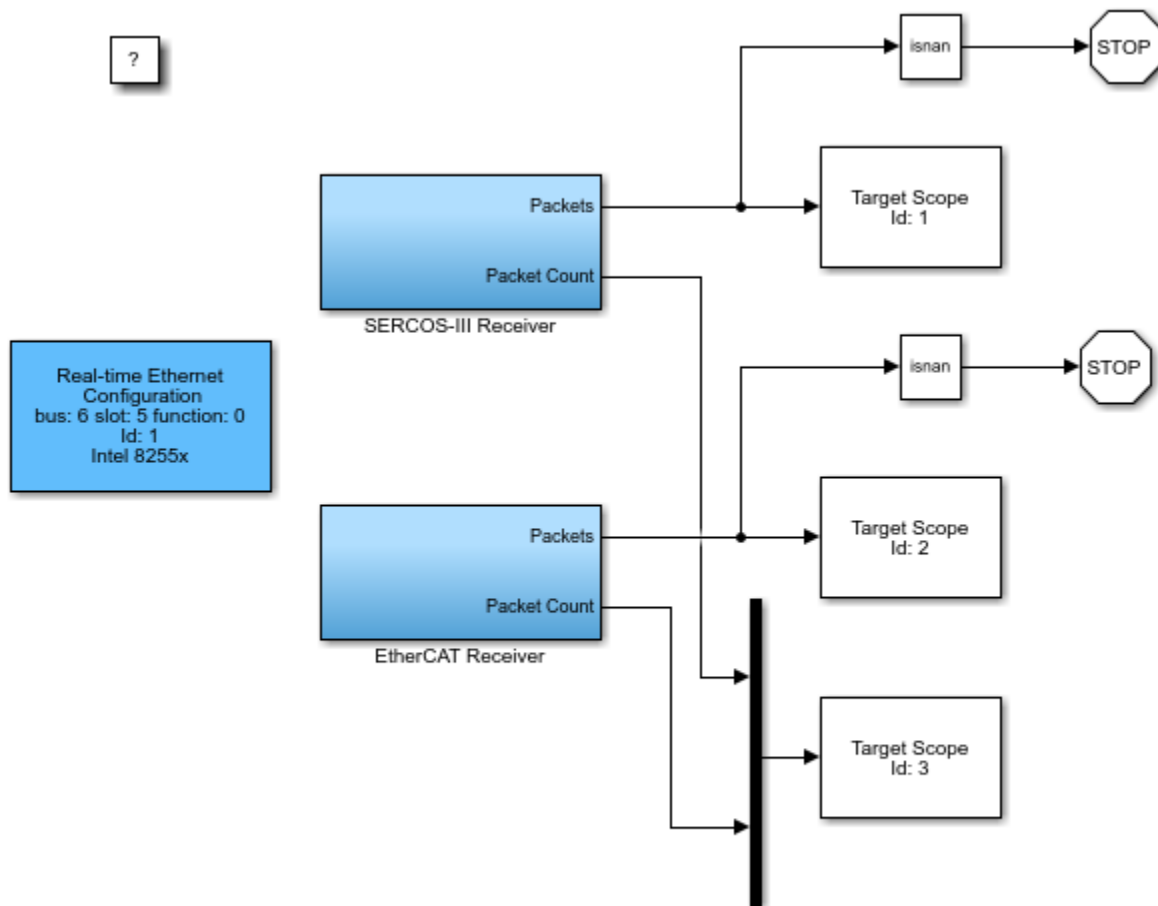 ?
isnan
STOP
Packets
Packet Count
SERCOS-III Receiver
Target Scope
Id: 1
Real-time Ethernet
Configuration
bus: 6 slot: 5 function: 0
Id: 1
Intel 8255x
isnan
STOP
Packets
Packet Count
EtherCAT Receiver
Target Scope
Id: 2
Target Scope
Id: 3